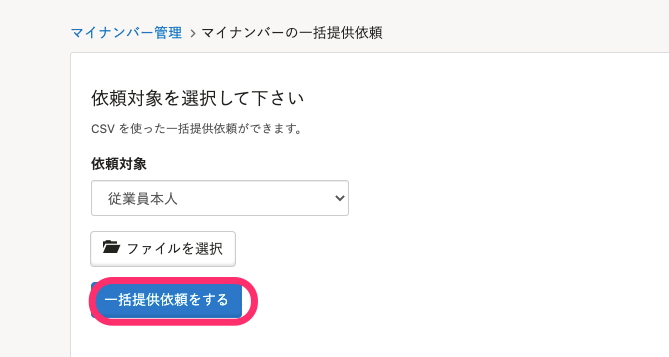 マイナンバー管理 > マイナンバーの一括提供依頼
依頼対象を選択して下さい
CSV を使った一括提供依頼ができます。
依頼対象
従業員本人
ファイルを選択
一括提供依頼をする